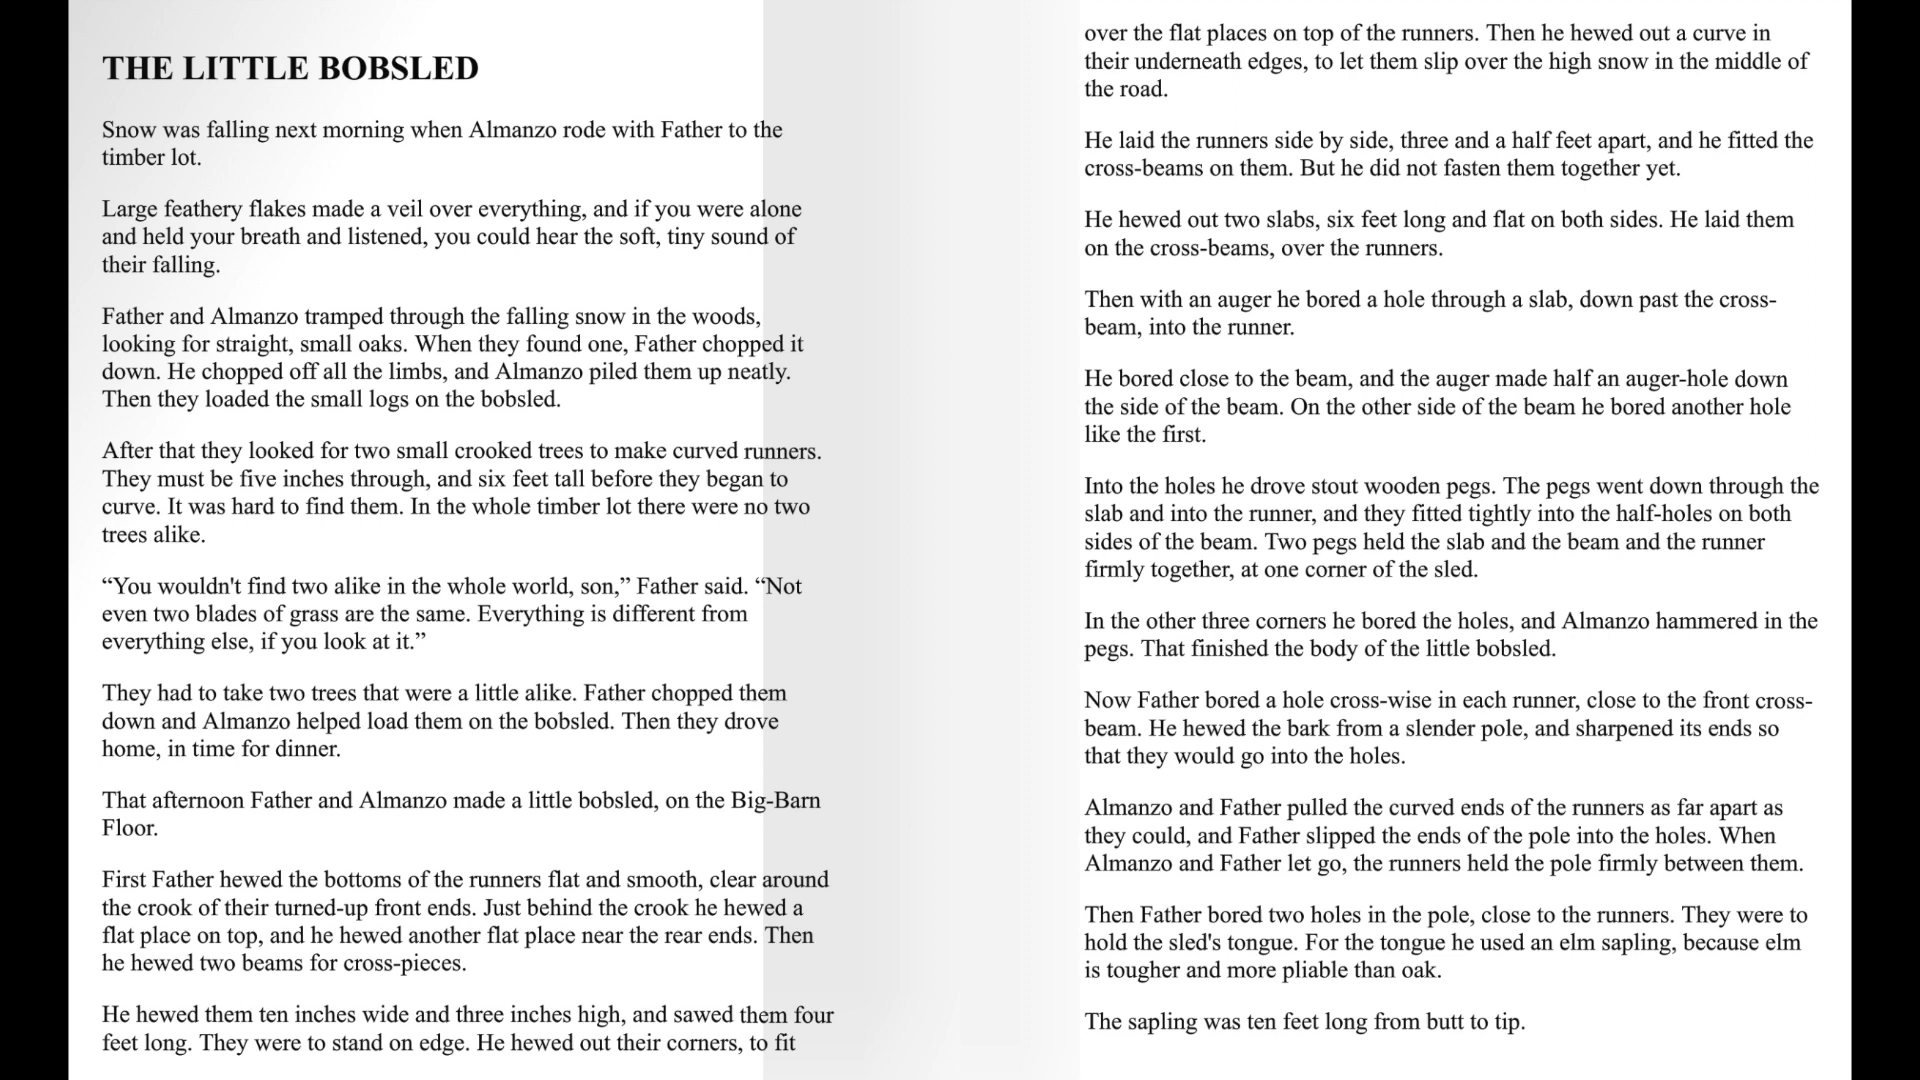 THE LITTLE BOBSLED
Snow was falling next morning when Almanzo rode with Father to the
timber lot.
Large feathery flakes made a veil over everything, and if you were alone
and held your breath and listened, you could hear the soft, tiny sound of
their falling.
Father and Almanzo tramped through the falling snow in the woods,
looking for straight, small oaks. When they found one, Father chopped it
down. He chopped off all the limbs, and Almanzo piled them up neatly.
Then they loaded the small logs on the bobsled.
After that they looked for two small crooked trees to make curved runners.
They must be five inches through, and six feet tall before they began to
curve. It was hard to find them. In the whole timber lot there were no two
trees alike.
“You wouldn't find two alike in the whole world, son,” Father said. “Not
even two blades of grass are the same. Everything is different from
everything else, if you look at it.”
They had to take two trees that were a little alike. Father chopped them
down and Almanzo helped load them on the bobsled. Then they drove
home, in time for dinner.
That afternoon Father and Almanzo made a little bobsled, on the Big-Barn
Floor.
First Father hewed the bottoms of the runners flat and smooth, clear around
the crook of their turned-up front ends. Just behind the crook he hewed a
flat place on top, and he hewed another flat place near the rear ends. Then
he hewed two beams for cross-pieces.
He hewed them ten inches wide and three inches high, and sawed them four
feet long. They were to stand on edge. He hewed out their corners, to fit
over the flat places on top of the runners. Then he hewed out a curve in
their underneath edges, to let them slip over the high snow in the middle of
the road.
He laid the runners side by side, three and a half feet apart, and he fitted the
cross-beams on them. But he did not fasten them together yet.
He hewed out two slabs, six feet long and flat on both sides. He laid them
on the cross-beams, over the runners.
Then with an auger he bored a hole through a slab, down past the cross-
beam, into the runner.
He bored close to the beam, and the auger made half an auger-hole down
the side of the beam. On the other side of the beam he bored another hole
like the first.
Into the holes he drove stout wooden pegs. The pegs went down through the
slab and into the runner, and they fitted tightly into the half-holes on both
sides of the beam. Two pegs held the slab and the beam and the runner
firmly together, at one corner of the sled.
In the other three corners he bored the holes, and Almanzo hammered in the
pegs. That finished the body of the little bobsled.
Now Father bored a hole cross-wise in each runner, close to the front cross-
beam. He hewed the bark from a slender pole, and sharpened its ends so
that they would go into the holes.
Almanzo and Father pulled the curved ends of the runners as far apart as
they could, and Father slipped the ends of the pole into the holes. When
Almanzo and Father let go, the runners held the pole firmly between them.
Then Father bored two holes in the pole, close to the runners. They were to
hold the sled's tongue. For the tongue he used an elm sapling, because elm
is tougher and more pliable than oak.
The sapling was ten feet long from butt to tip.